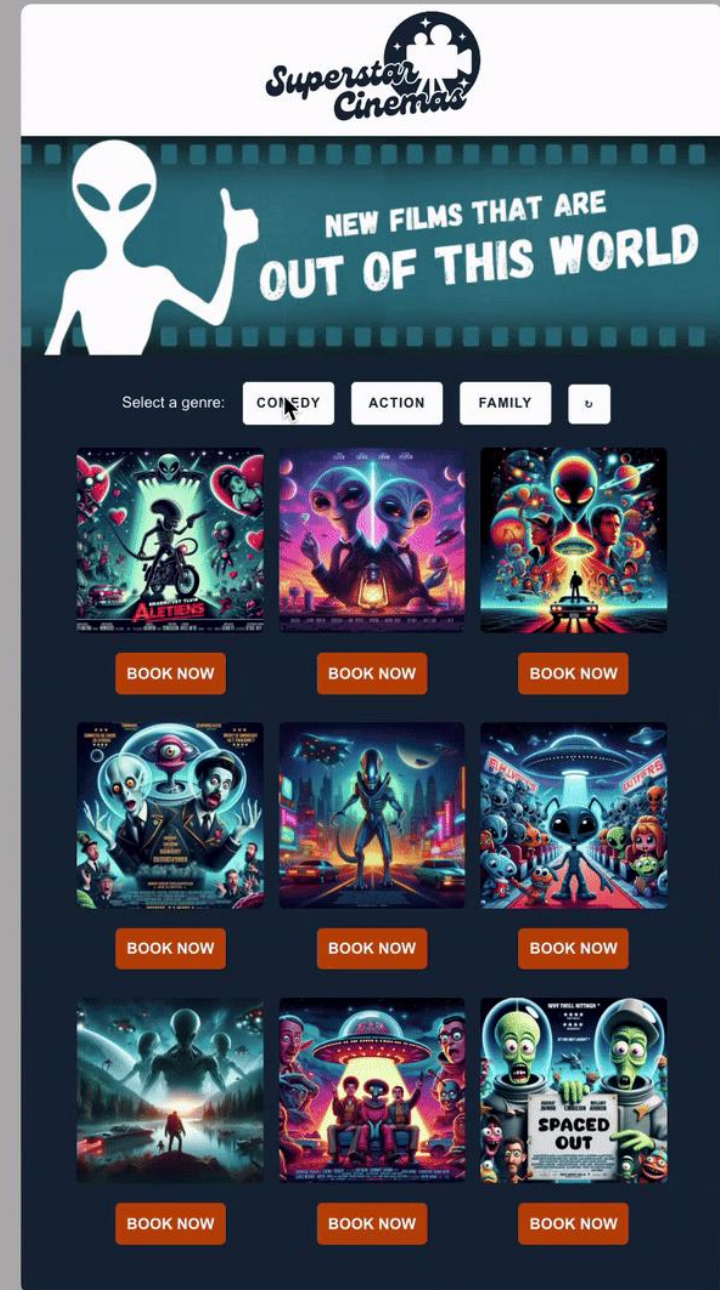 Superstar
Cinemas
NEW FILMS THAT ARE
OUT OF THIS WORLD
Select a genre:
COMEDY
ACTION
FAMILY
↻
ALETIENS
BOOK NOW
BOOK NOW
BOOK NOW
BOOK NOW
BOOK NOW
BOOK NOW
SPACED
OUT
BOOK NOW
BOOK NOW
BOOK NOW